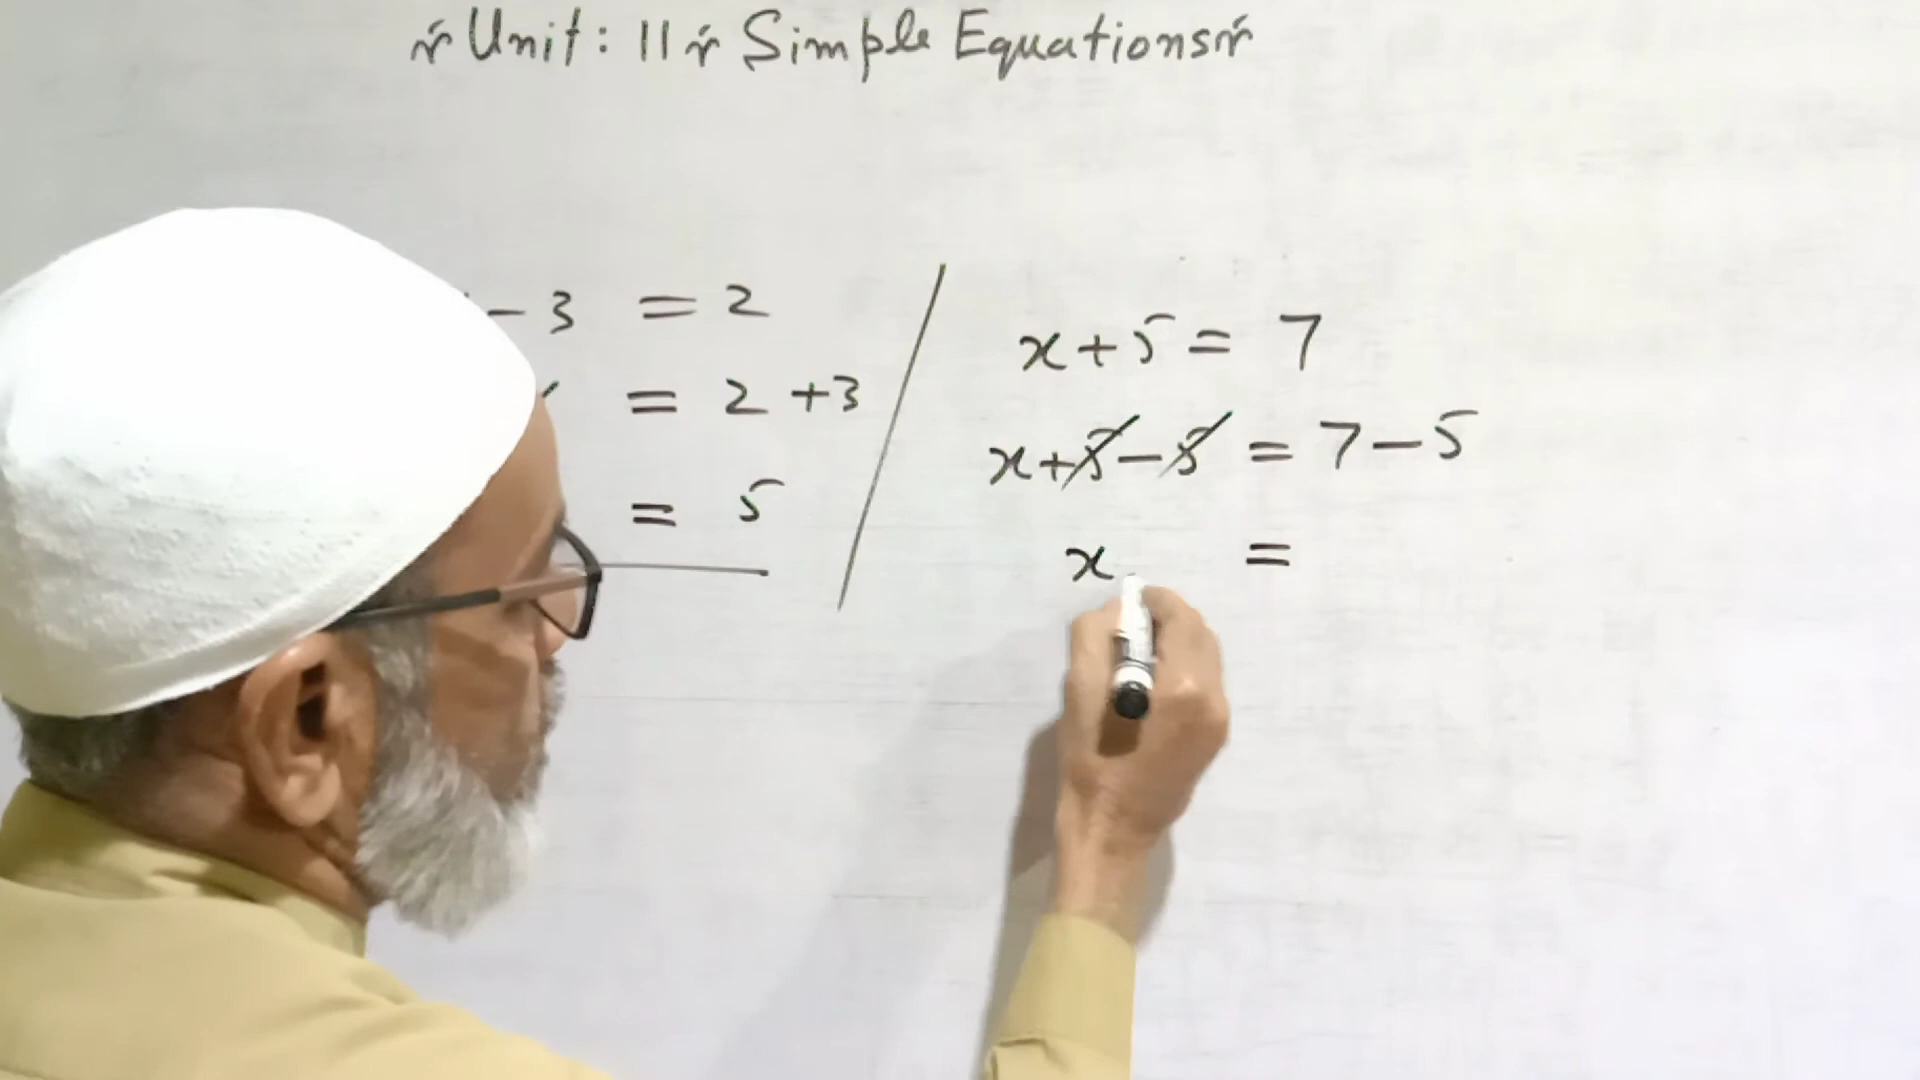 Unit: 11 Simple Equations
- 3 = 2
= 2 + 3
= 5
x + 5 = 7
x + 5 - 5 = 7 - 5
x =